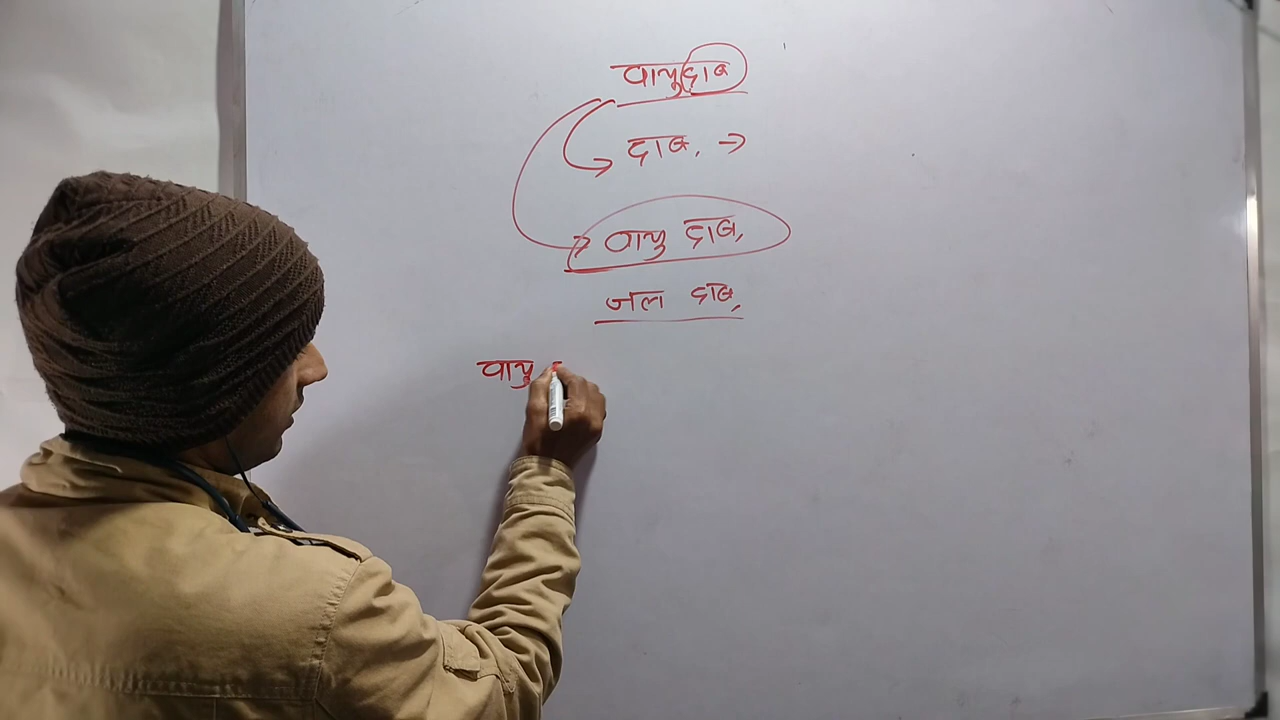 वायुदाब
दाब, →
वायु दाब,
जल दाब,
वायु